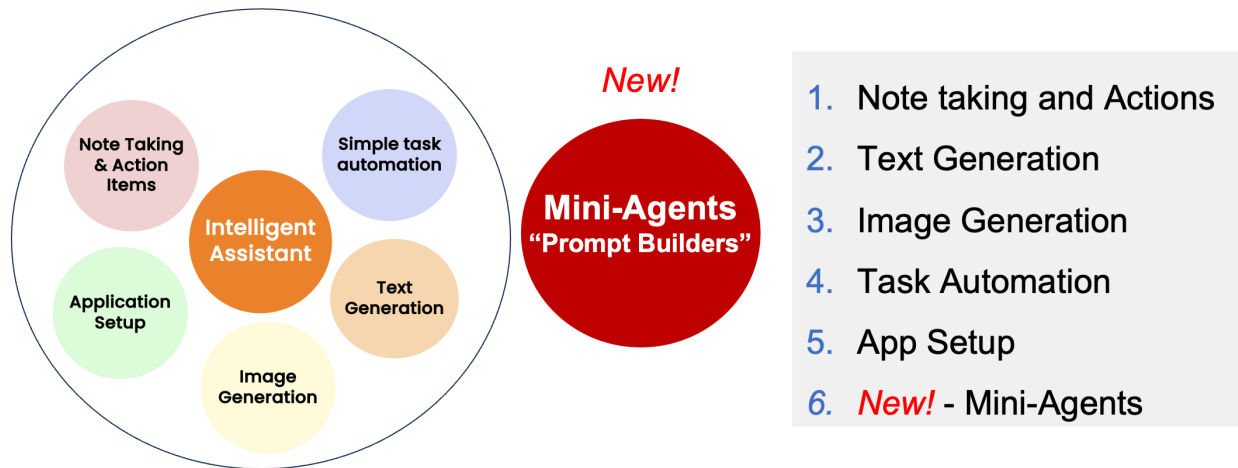 Note Taking
& Action
Items
Simple task
automation
Intelligent
Assistant
Application
Setup
Text
Generation
Image
Generation
New!
Mini-Agents
“Prompt Builders”
1. Note taking and Actions
2. Text Generation
3. Image Generation
4. Task Automation
5. App Setup
6. New! - Mini-Agents